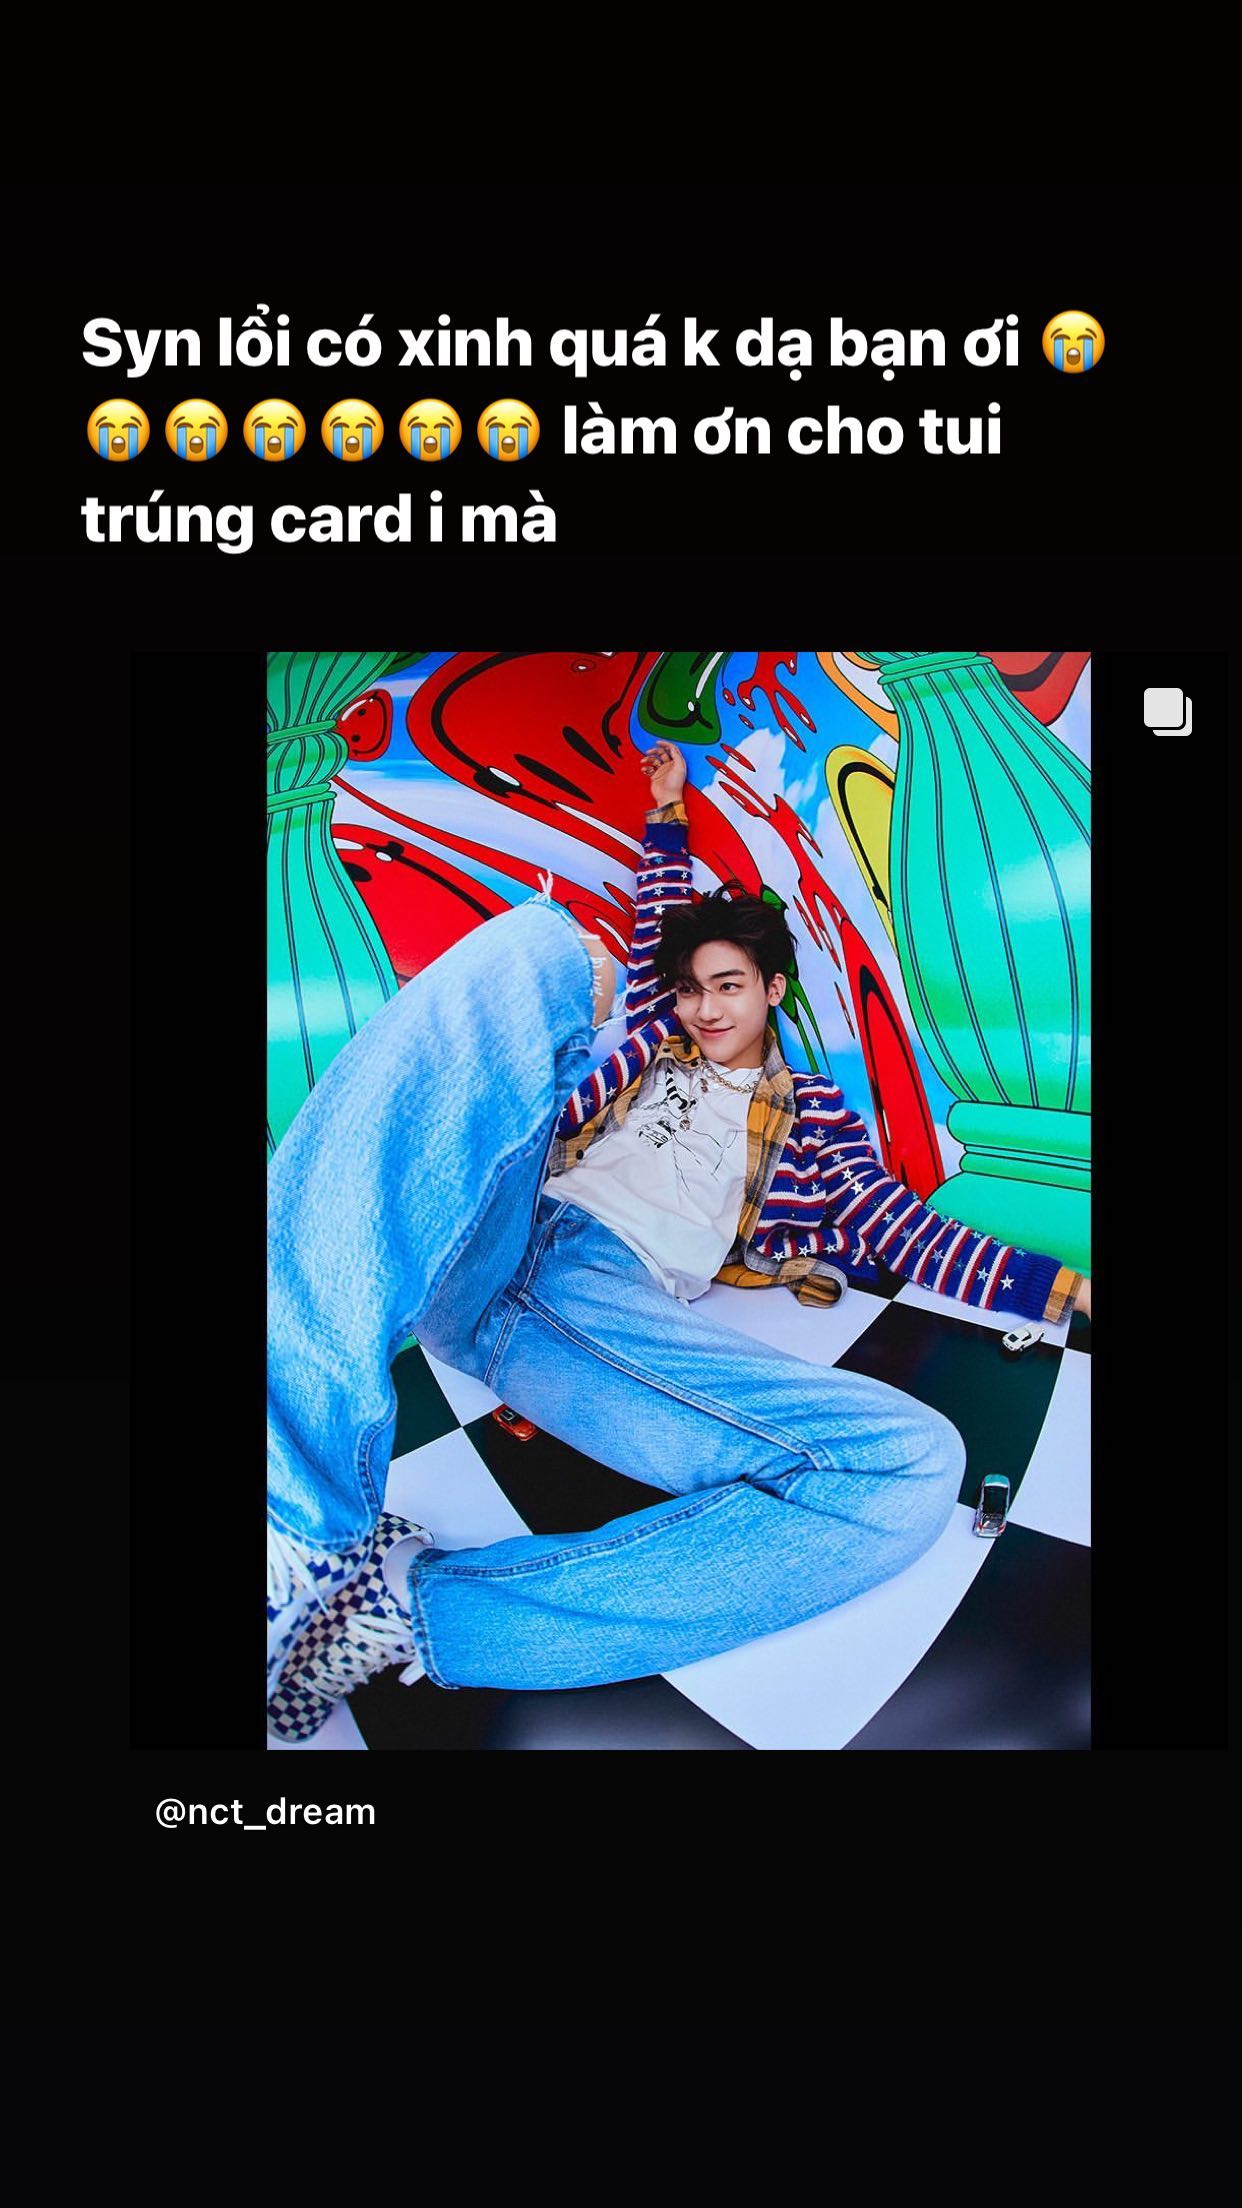 Syn lổi có xinh quá k dạ bạn ơi 😭
😭😭😭😭😭😭 làm ơn cho tui
trúng card i mà
@nct_dream